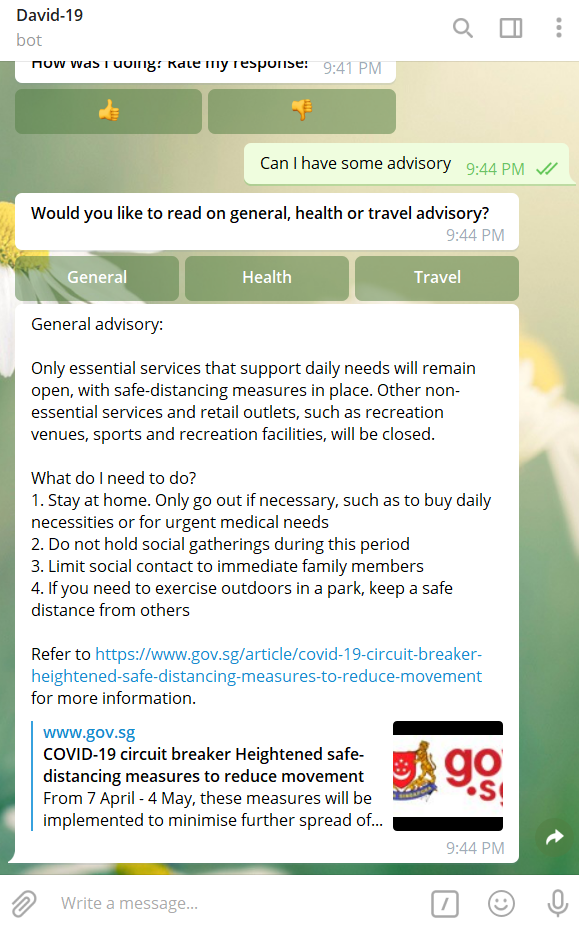 David-19
bot
How was I doing? Rate my response!
9:41 PM
Can I have some advisory
9:44 PM
Would you like to read on general, health or travel advisory?
9:44 PM
General
Health
Travel
General advisory:
Only essential services that support daily needs will remain
open, with safe-distancing measures in place. Other non-
essential services and retail outlets, such as recreation
venues, sports and recreation facilities, will be closed.
What do I need to do?
1. Stay at home. Only go out if necessary, such as to buy daily
necessities or for urgent medical needs
2. Do not hold social gatherings during this period
3. Limit social contact to immediate family members
4. If you need to exercise outdoors in a park, keep a safe
distance from others
Refer to https://www.gov.sg/article/covid-19-circuit-breaker-
heightened-safe-distancing-measures-to-reduce-movement
for more information.
www.gov.sg
COVID-19 circuit breaker Heightened safe-
distancing measures to reduce movement
From 7 April - 4 May, these measures will be
implemented to minimise further spread of...
go
.s
9:44 PM
Write a message...